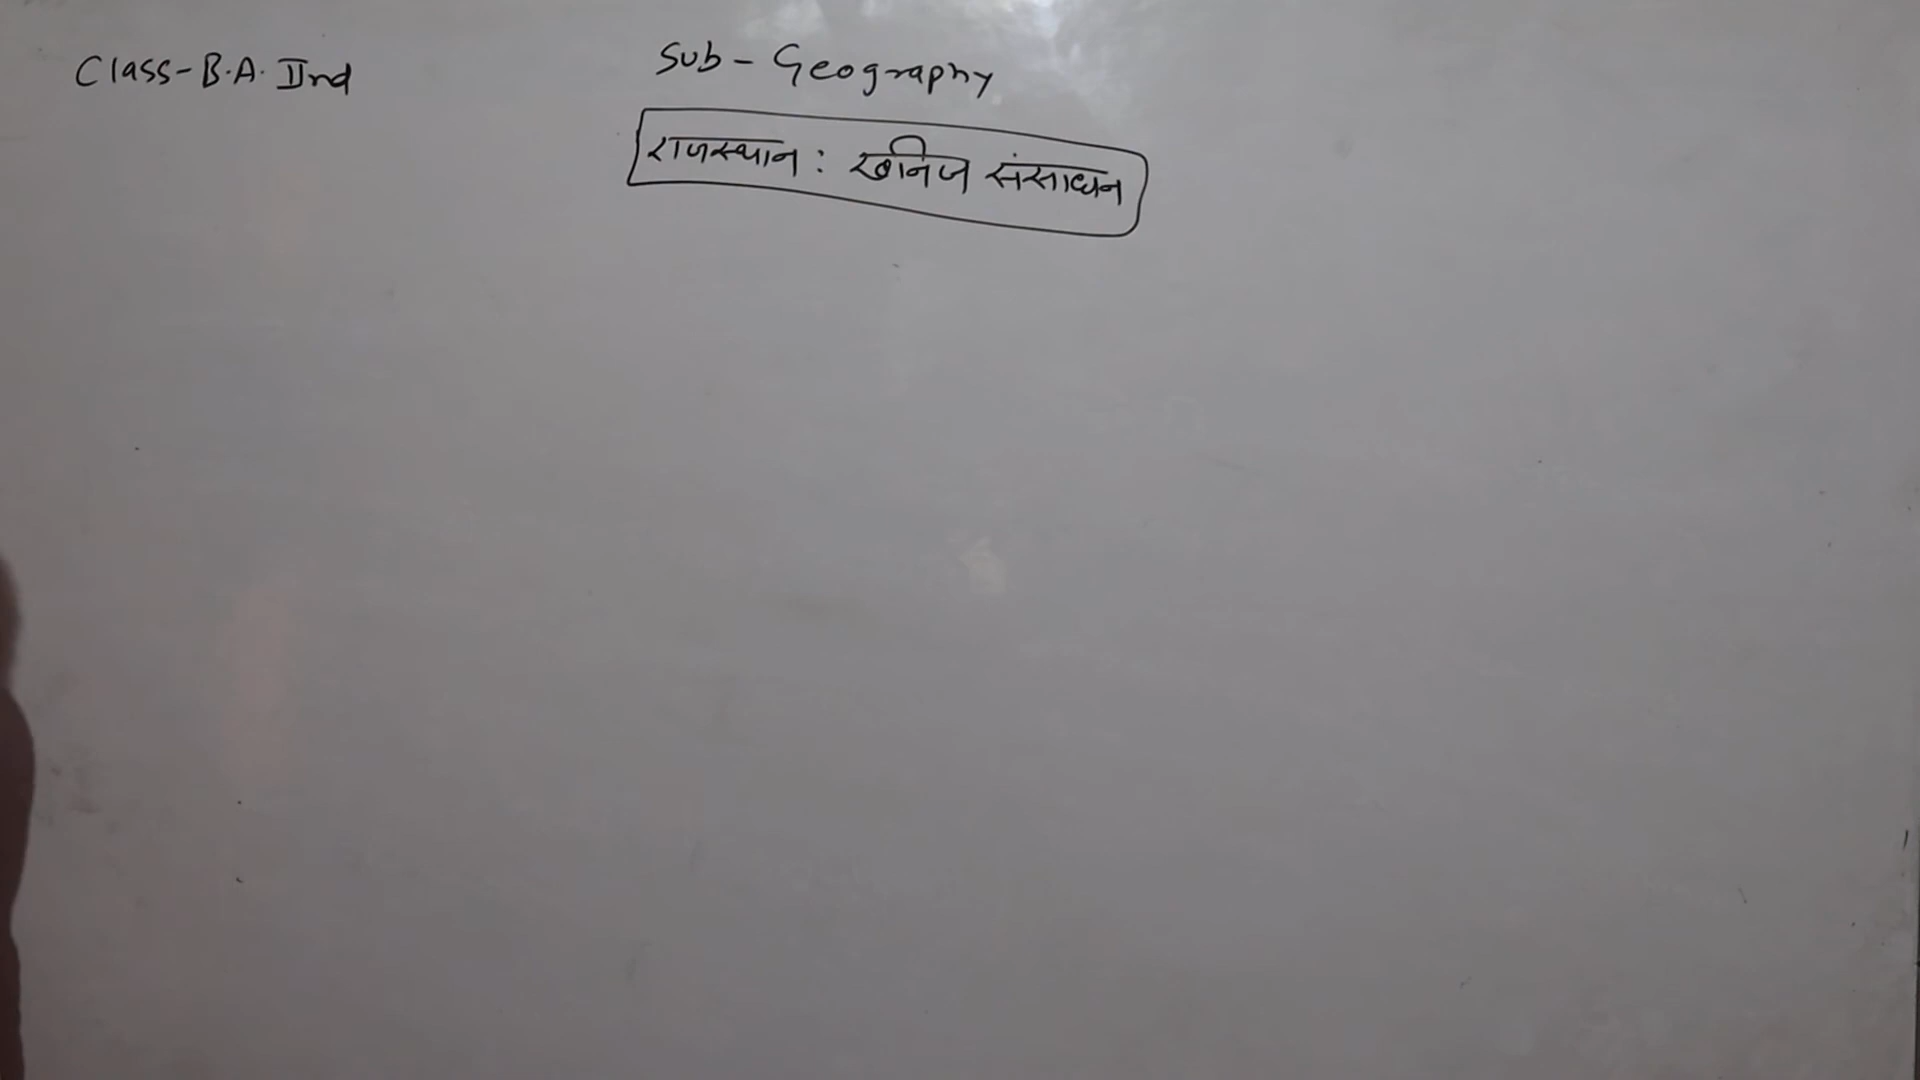 Class-B.A. IInd
Sub - Geography
राजस्थान : खनिज संसाधन